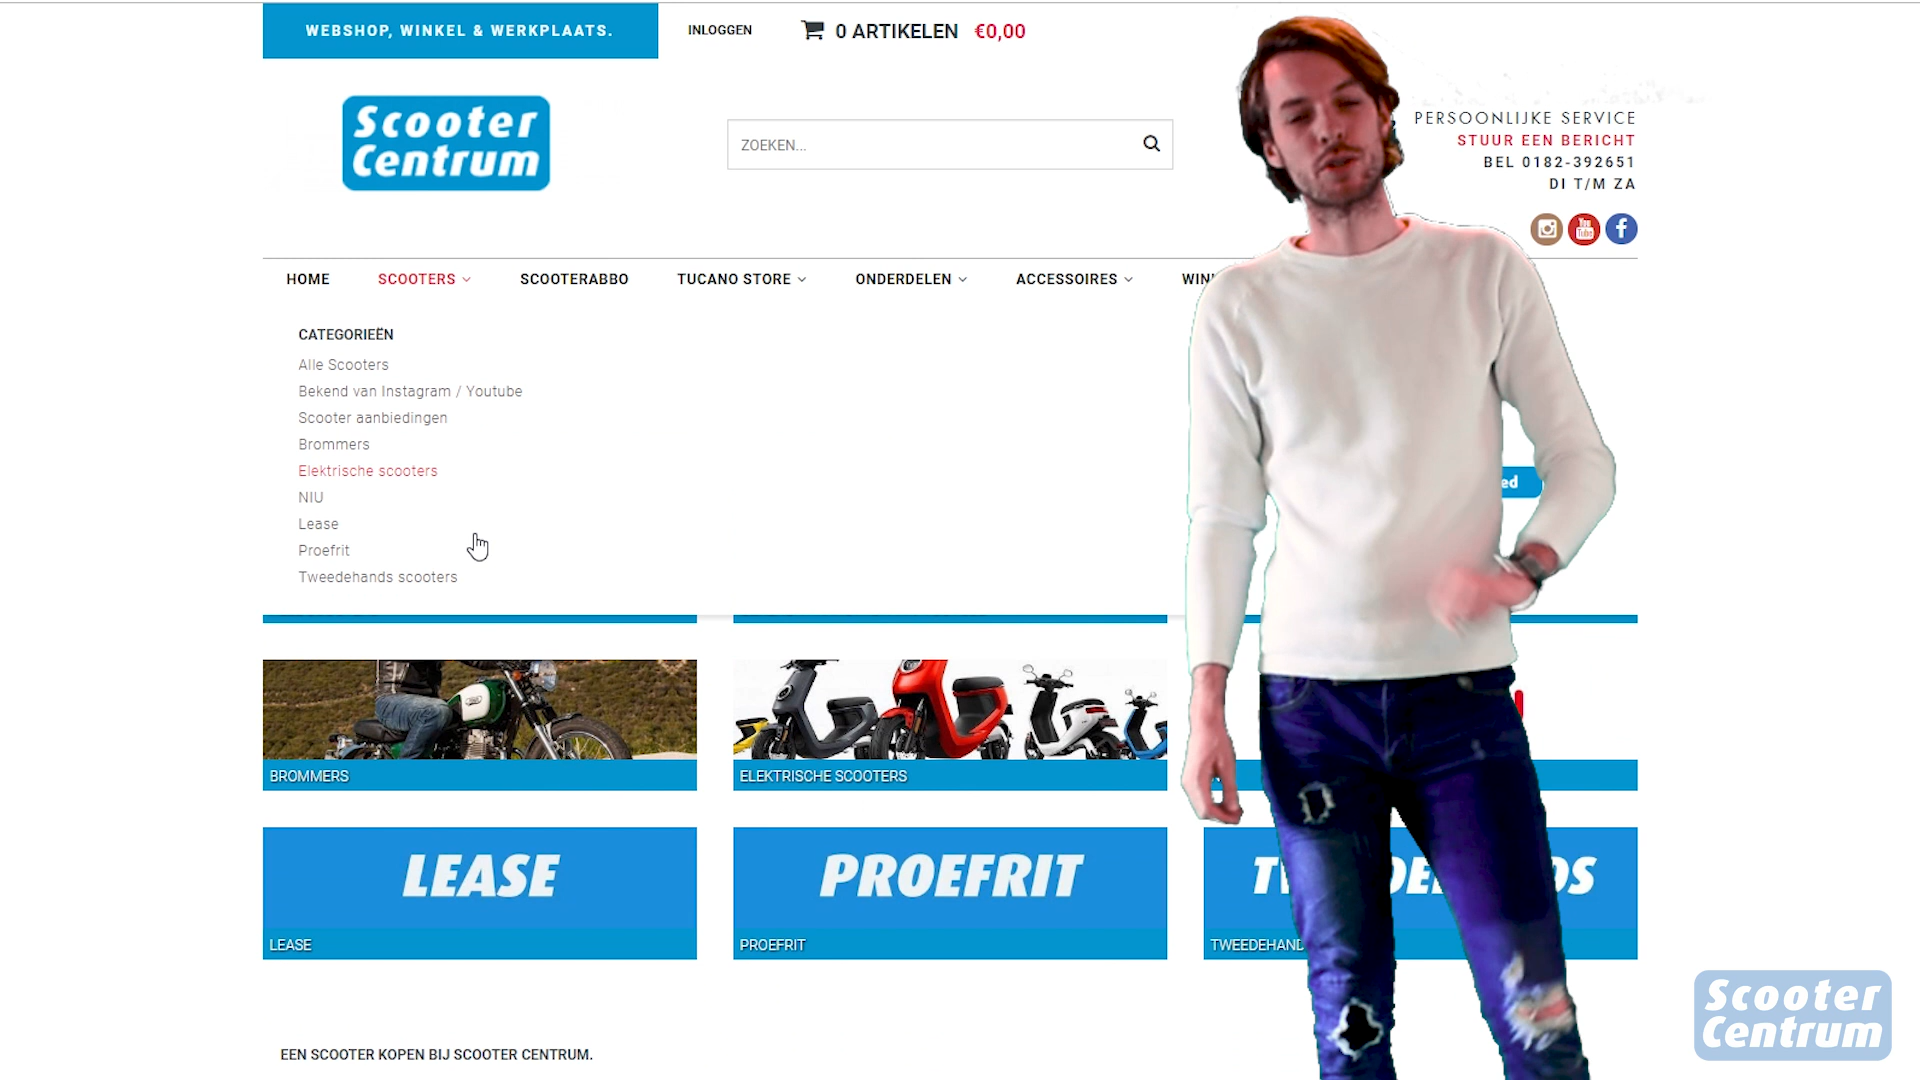 WEBSHOP, WINKEL & WERKPLAATS.
INLOGGEN
0 ARTIKELEN €0,00
Scooter
Centrum
ZOEKEN...
PERSOONLIJKE SERVICE
STUUR EEN BERICHT
BEL 0182-392651
DI T/M ZA
You
Tube
HOME
SCOOTERS
SCOOTERABBO
TUCANO STORE
ONDERDELEN
ACCESSOIRES
CATEGORIEËN
Alle Scooters
Bekend van Instagram / Youtube
Scooter aanbiedingen
Brommers
Elektrische scooters
NIU
Lease
Proefrit
Tweedehands scooters
BROMMERS
ELEKTRISCHE SCOOTERS
LEASE
PROEFRIT
LEASE
PROEFRIT
EEN SCOOTER KOPEN BIJ SCOOTER CENTRUM.
Scooter
Centrum